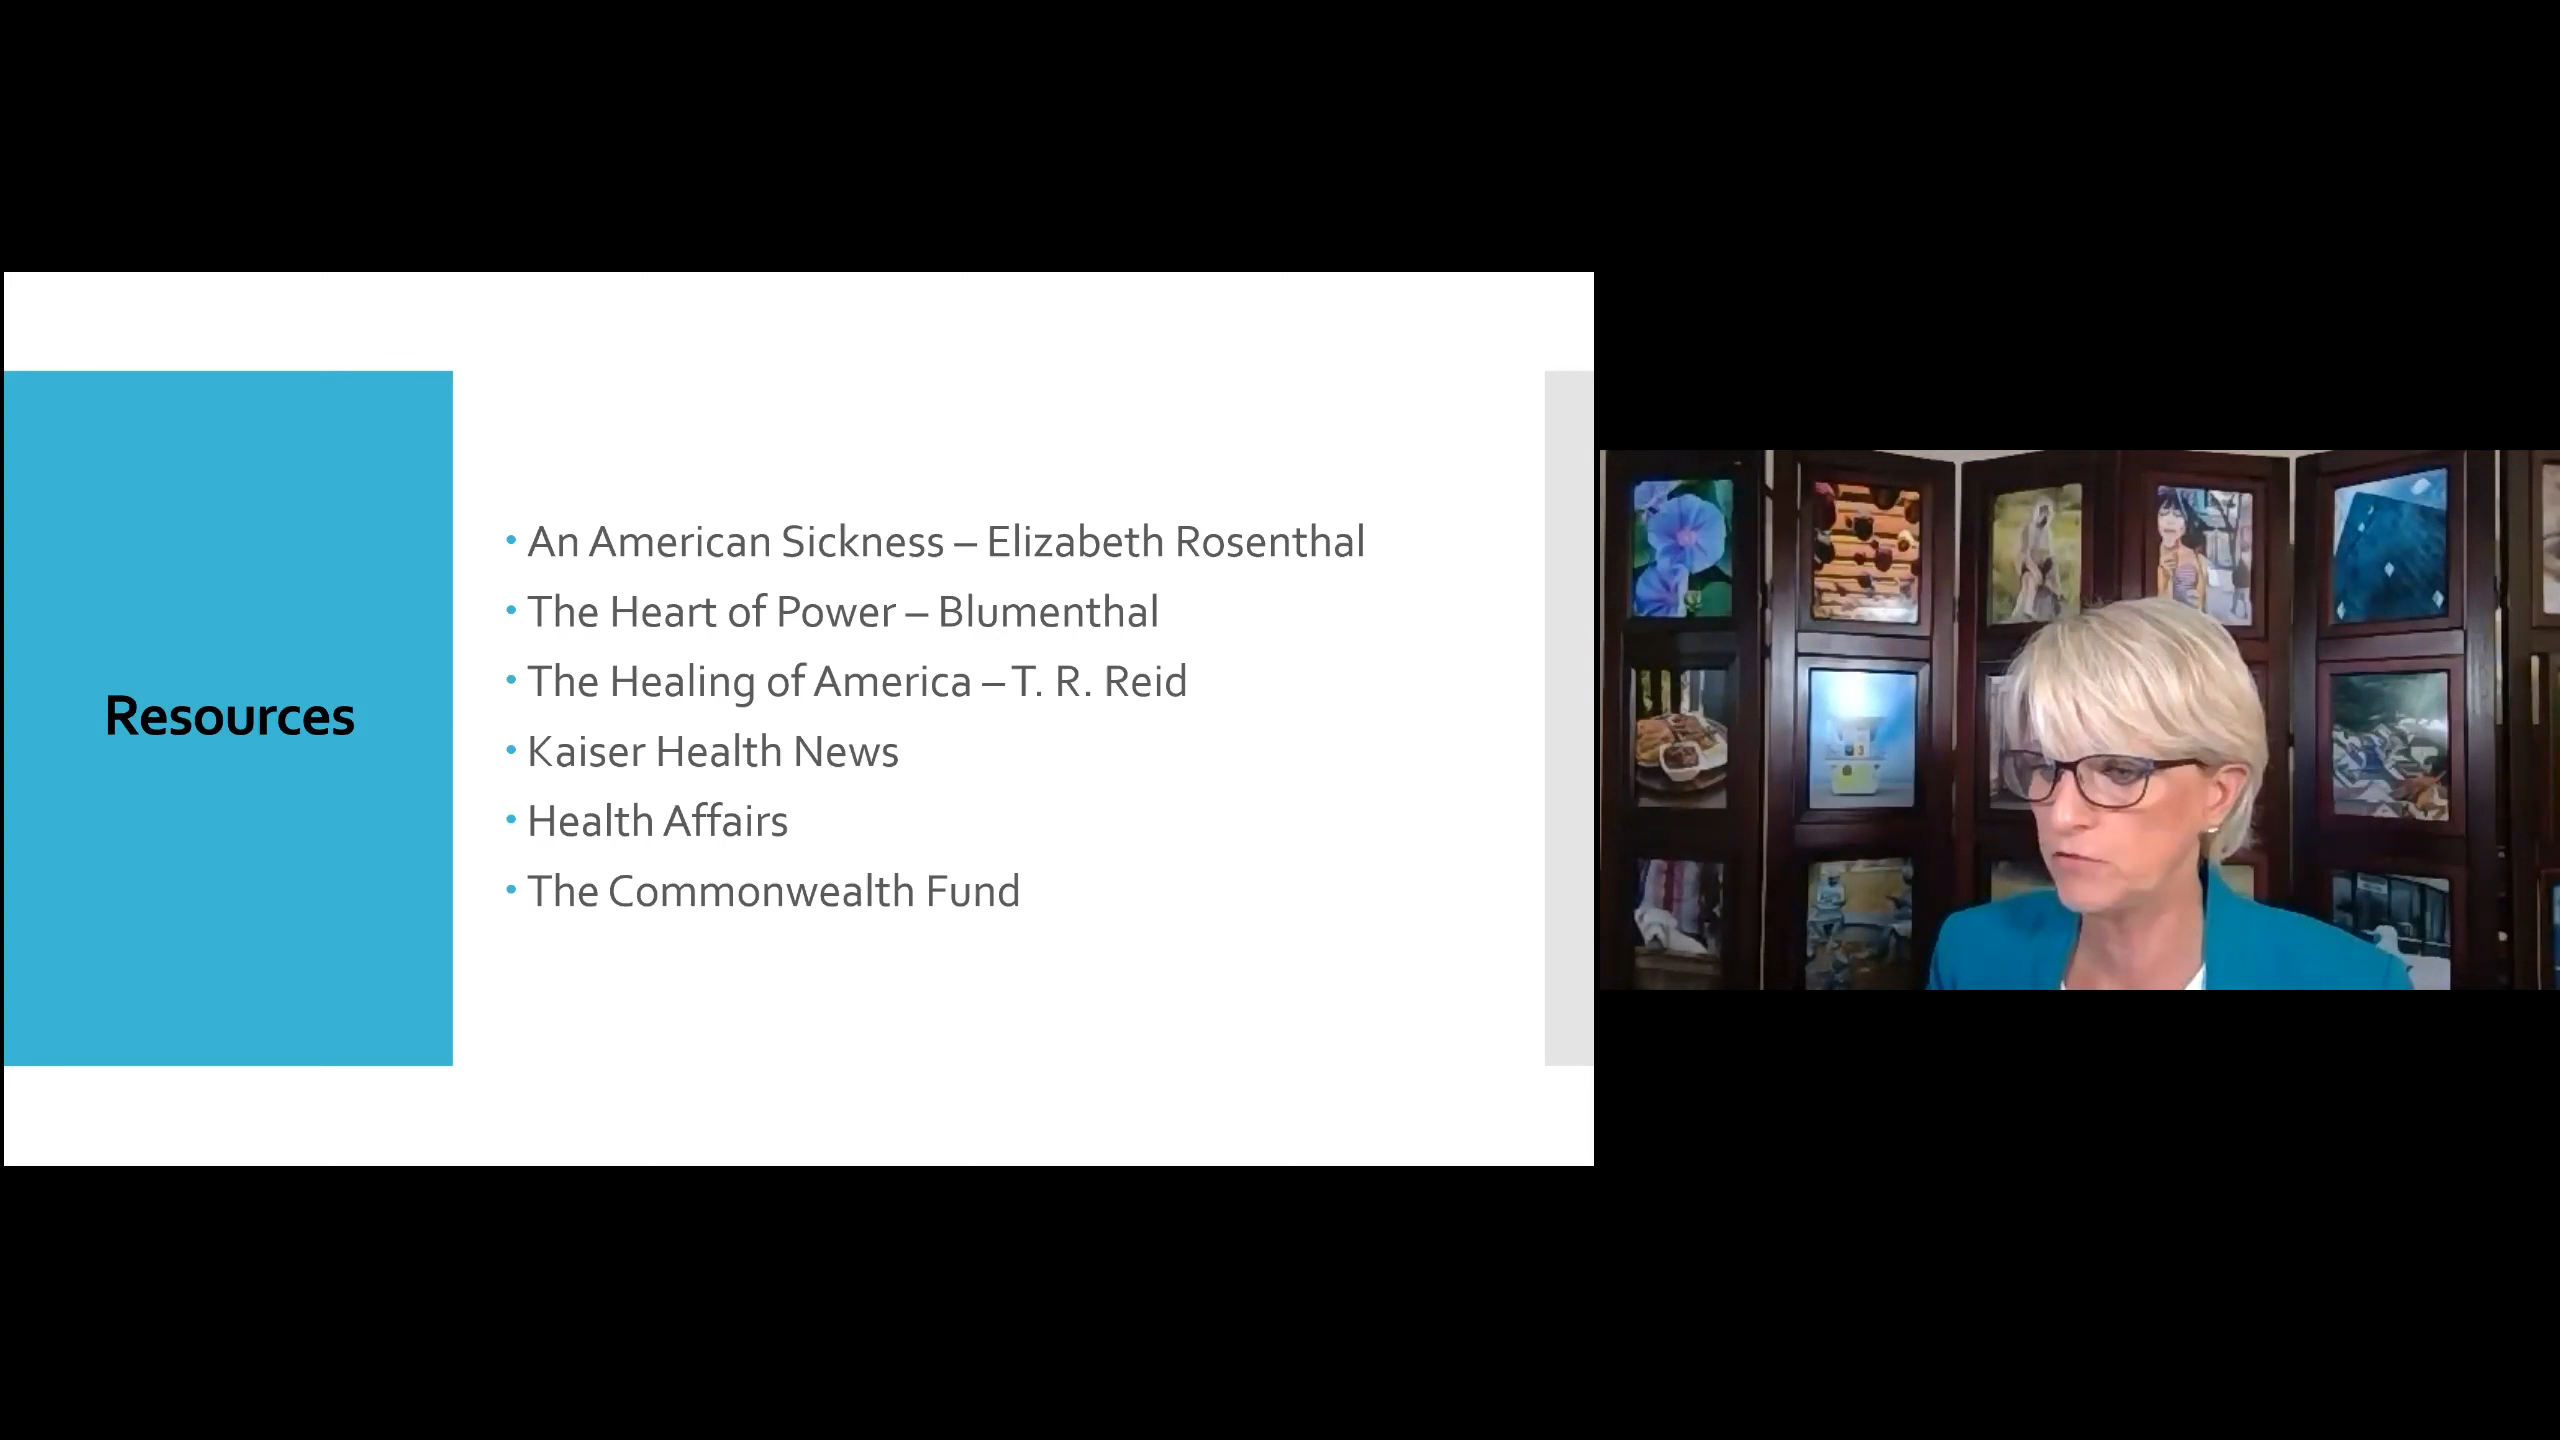 Resources
An American Sickness – Elizabeth Rosenthal
The Heart of Power – Blumenthal
The Healing of America – T. R. Reid
Kaiser Health News
Health Affairs
The Commonwealth Fund